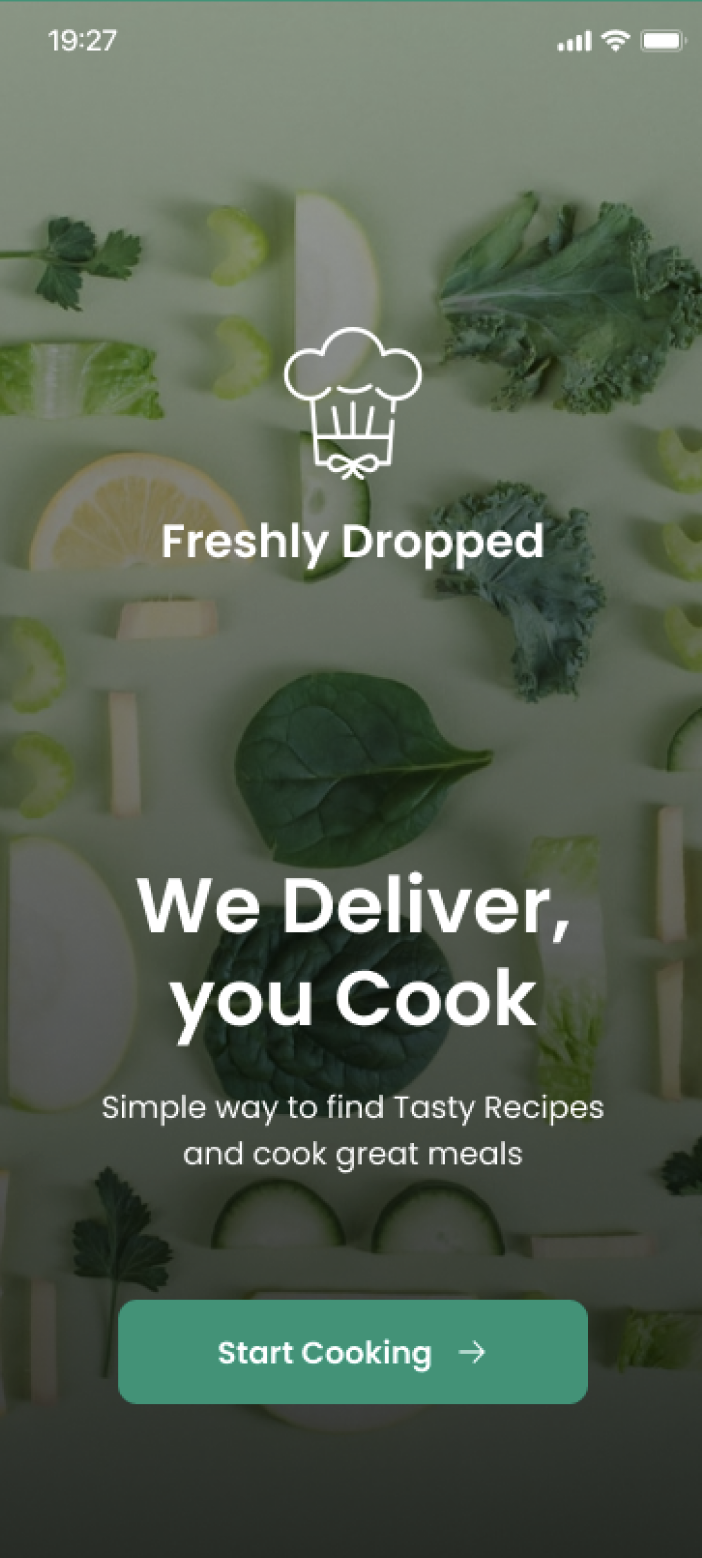 19:27
Freshly Dropped
We Deliver,
you Cook
Simple way to find Tasty Recipes
and cook great meals
Start Cooking →